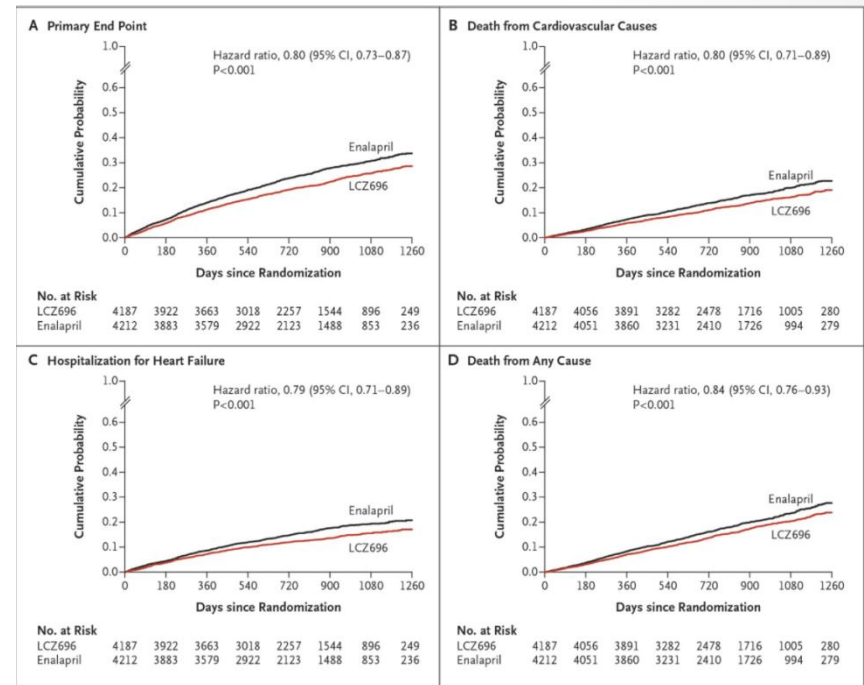 A Primary End Point
1.0
Hazard ratio, 0.80 (95% CI, 0.73–0.87)
P<0.001
0.6
0.5
0.4
0.3
0.2
0.1
0.0
Cumulative Probability
Enalapril
LCZ696
0 180 360 540 720 900 1080 1260
Days since Randomization
No. at Risk
LCZ696 4187 3922 3663 3018 2257 1544 896 249
Enalapril 4212 3883 3579 2922 2123 1488 853 236
B Death from Cardiovascular Causes
1.0
Hazard ratio, 0.80 (95% CI, 0.71–0.89)
P<0.001
0.6
0.5
0.4
0.3
0.2
0.1
0.0
Cumulative Probability
Enalapril
LCZ696
0 180 360 540 720 900 1080 1260
Days since Randomization
No. at Risk
LCZ696 4187 4056 3891 3282 2478 1716 1005 280
Enalapril 4212 4051 3860 3231 2410 1726 994 279
C Hospitalization for Heart Failure
1.0
Hazard ratio, 0.79 (95% CI, 0.71–0.89)
P<0.001
0.6
0.5
0.4
0.3
0.2
0.1
0.0
Cumulative Probability
Enalapril
LCZ696
0 180 360 540 720 900 1080 1260
Days since Randomization
No. at Risk
LCZ696 4187 3922 3663 3018 2257 1544 896 249
Enalapril 4212 3883 3579 2922 2123 1488 853 236
D Death from Any Cause
1.0
Hazard ratio, 0.84 (95% CI, 0.76–0.93)
P<0.001
0.6
0.5
0.4
0.3
0.2
0.1
0.0
Cumulative Probability
Enalapril
LCZ696
0 180 360 540 720 900 1080 1260
Days since Randomization
No. at Risk
LCZ696 4187 4056 3891 3282 2478 1716 1005 280
Enalapril 4212 4051 3860 3231 2410 1726 994 279